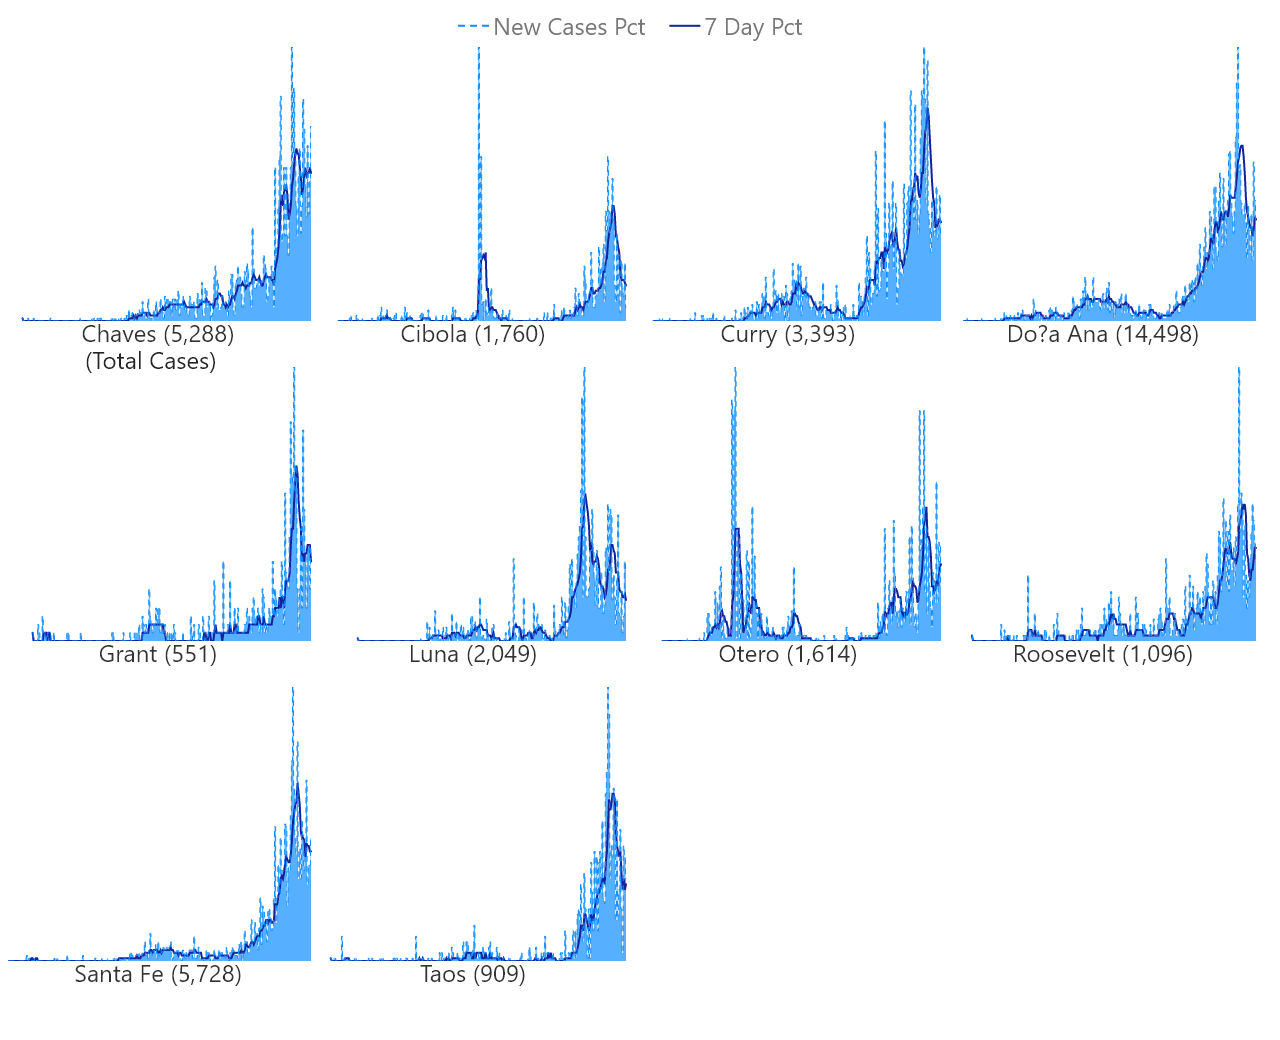 New Cases Pct 7 Day Pct
Chaves (5,288) Cibola (1,760) Curry (3,393) Do?a Ana (14,498)
(Total Cases)
Grant (551) Luna (2,049) Otero (1,614) Roosevelt (1,096)
Santa Fe (5,728) Taos (909)